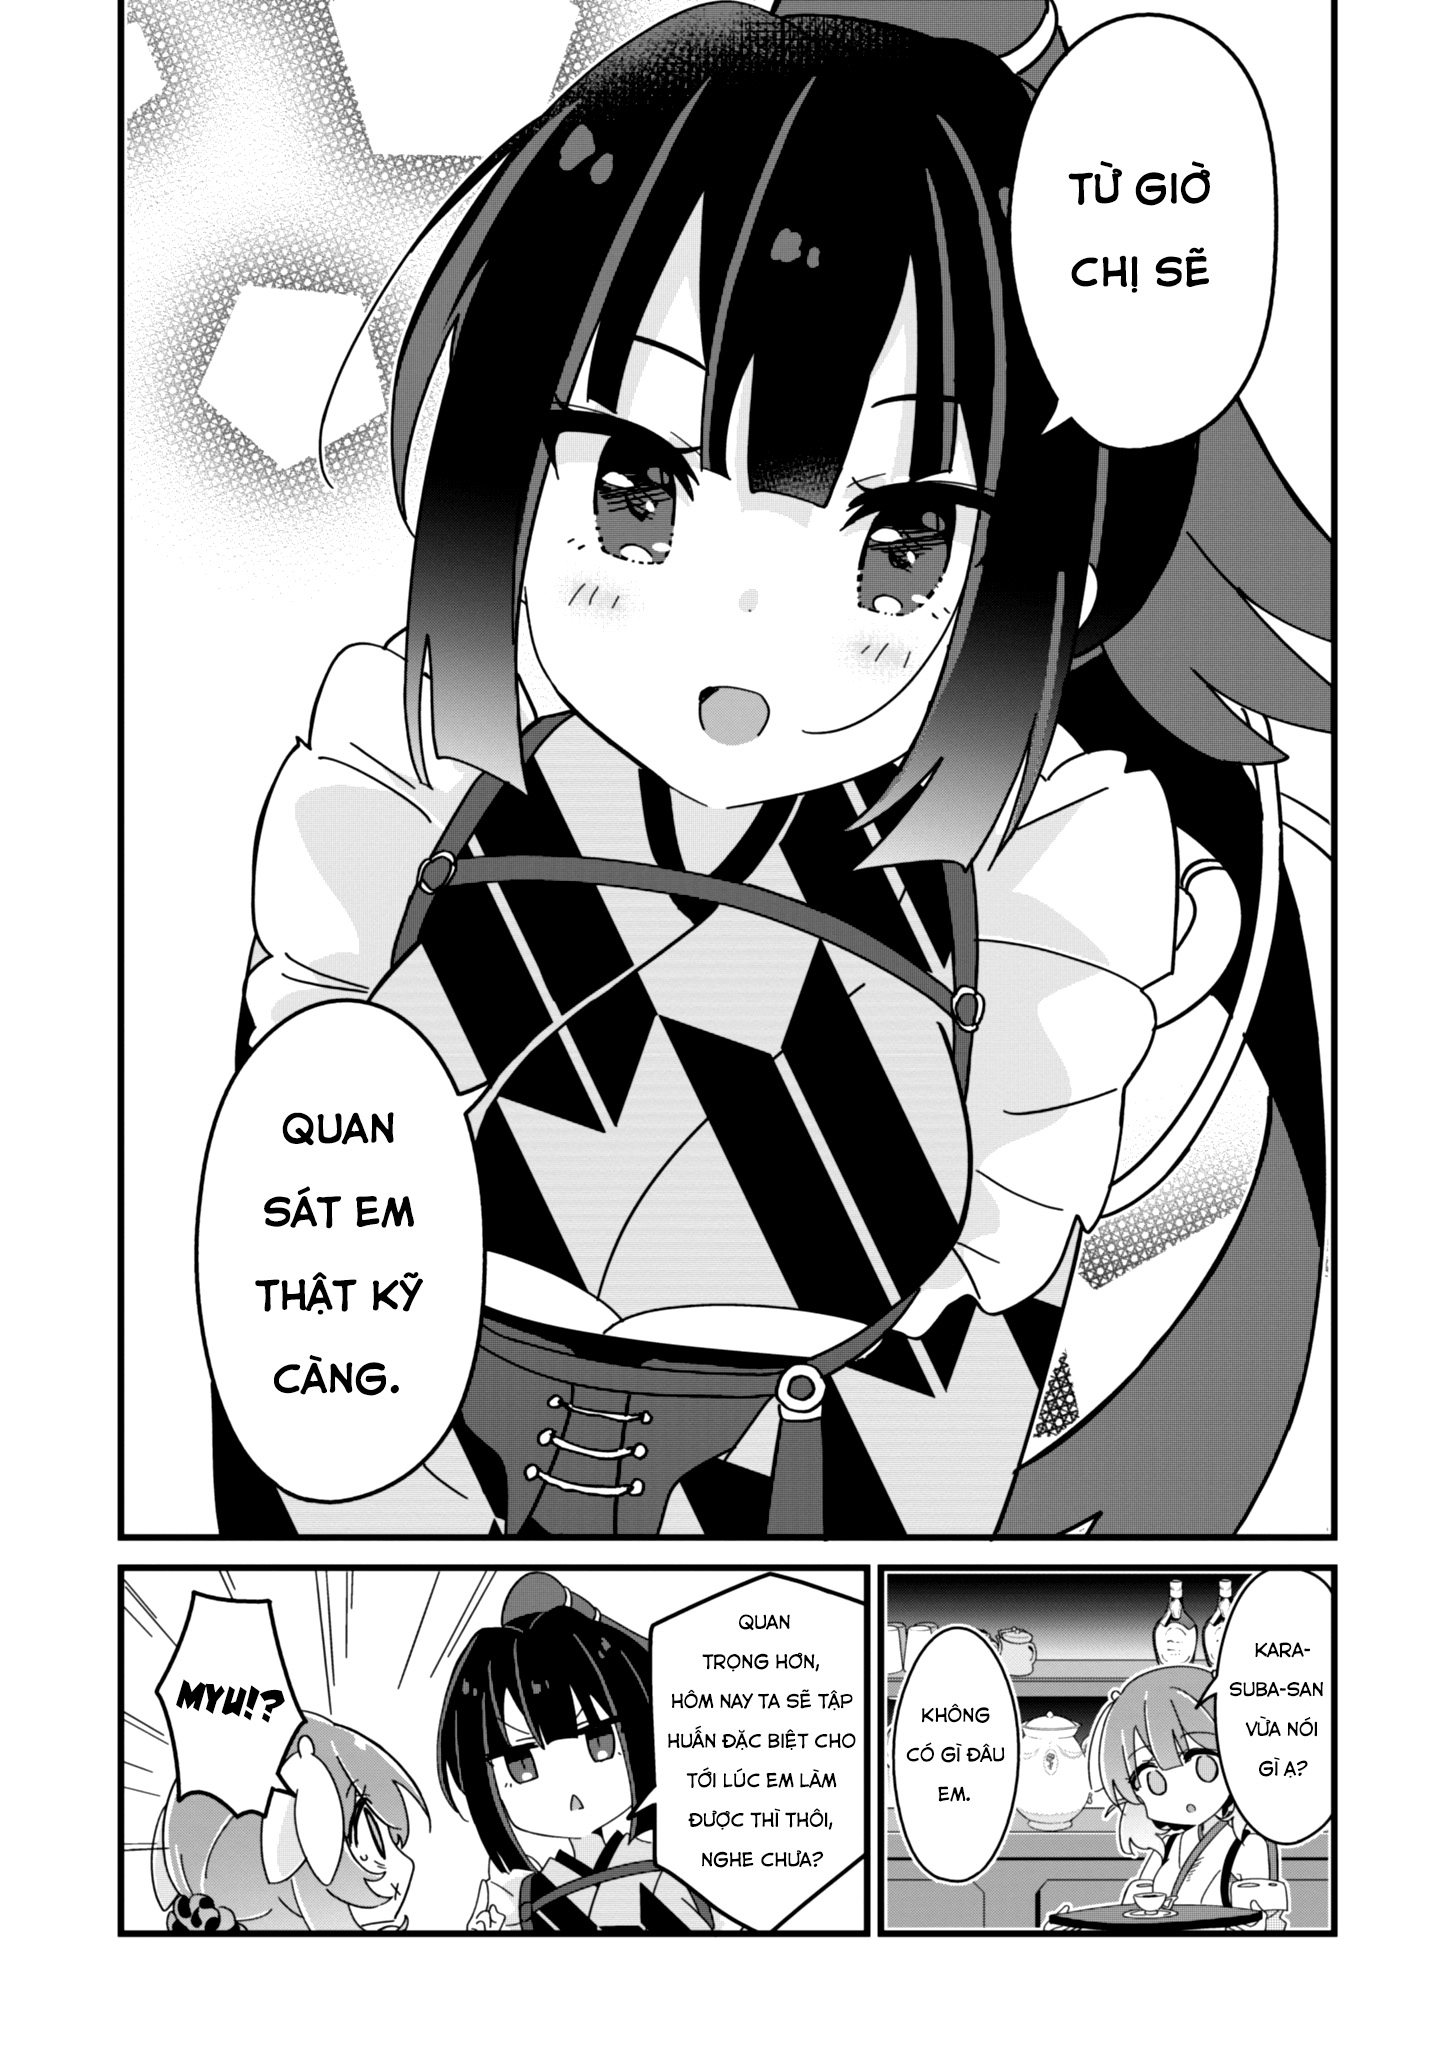 TỪ GIỜ
CHỊ SẼ
QUAN
SÁT EM
THẬT KỸ
CÀNG.
KARA-
SUBA-SAN
VỪA NÓI
GÌ Ạ?
KHÔNG
CÓ GÌ ĐÂU
EM.
QUAN
TRỌNG HƠN,
HÔM NAY TA SẼ TẬP
HUẤN ĐẶC BIỆT CHO
TỚI LÚC EM LÀM
ĐƯỢC THÌ THÔI,
NGHE CHƯA?
MYU!?